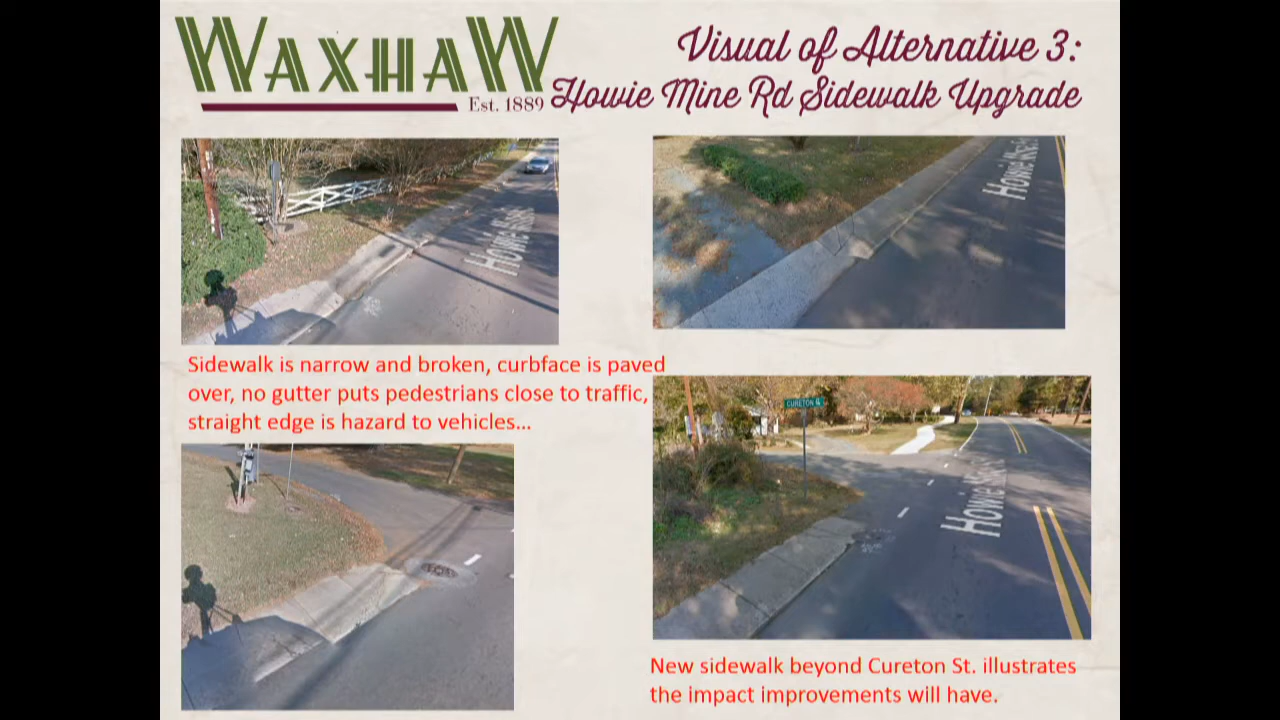 WAXHAW
Est. 1889
Visual of Alternative 3:
Howie Mine Rd Sidewalk Upgrade
Sidewalk is narrow and broken, curbface is paved
over, no gutter puts pedestrians close to traffic,
straight edge is hazard to vehicles...
CURETON
Howie
New sidewalk beyond Cureton St. illustrates
the impact improvements will have.